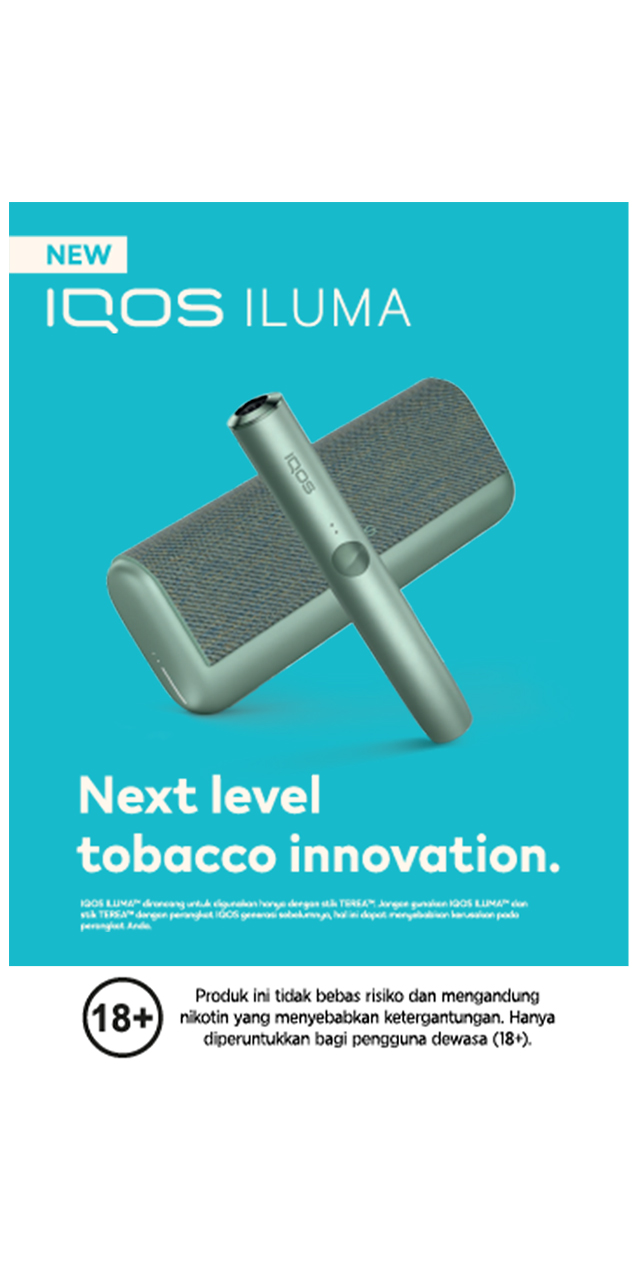 NEW
IQOS ILUMA
IQOS
Next level
tobacco innovation.
IQOS ILUMA™ dirancang untuk digunakan hanya dengan stik TEREA™. Jangan gunakan IQOS ILUMA™ dan
stik TEREA™ dengan perangkat IQOS generasi sebelumnya, hal ini dapat menyebabkan kerusakan pada
perangkat Anda.
18+
Produk ini tidak bebas risiko dan mengandung
nikotin yang menyebabkan ketergantungan. Hanya
diperuntukkan bagi pengguna dewasa (18+).